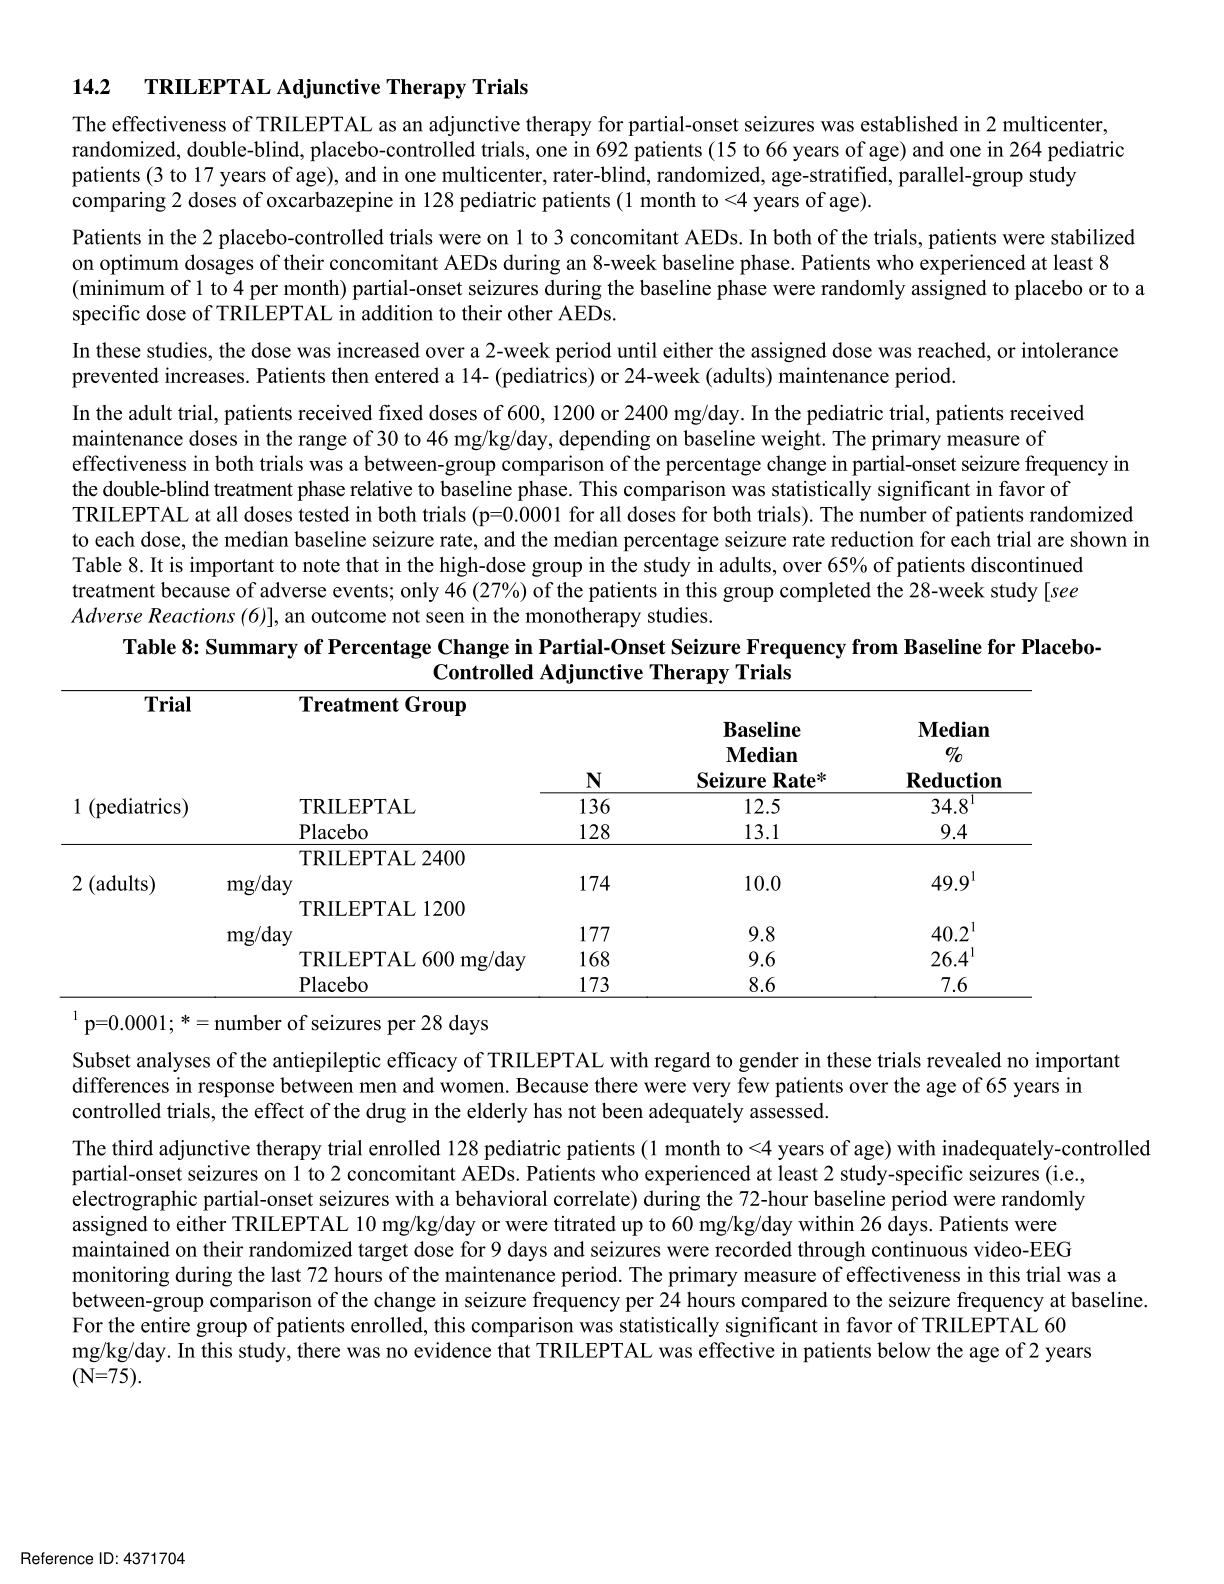 14.2 TRILEPTAL Adjunctive Therapy Trials
The effectiveness of TRILEPTAL as an adjunctive therapy for partial-onset seizures was established in 2 multicenter,
randomized, double-blind, placebo-controlled trials, one in 692 patients (15 to 66 years of age) and one in 264 pediatric
patients (3 to 17 years of age), and in one multicenter, rater-blind, randomized, age-stratified, parallel-group study
comparing 2 doses of oxcarbazepine in 128 pediatric patients (1 month to <4 years of age).
Patients in the 2 placebo-controlled trials were on 1 to 3 concomitant AEDs. In both of the trials, patients were stabilized
on optimum dosages of their concomitant AEDs during an 8-week baseline phase. Patients who experienced at least 8
(minimum of 1 to 4 per month) partial-onset seizures during the baseline phase were randomly assigned to placebo or to a
specific dose of TRILEPTAL in addition to their other AEDs.
In these studies, the dose was increased over a 2-week period until either the assigned dose was reached, or intolerance
prevented increases. Patients then entered a 14- (pediatrics) or 24-week (adults) maintenance period.
In the adult trial, patients received fixed doses of 600, 1200 or 2400 mg/day. In the pediatric trial, patients received
maintenance doses in the range of 30 to 46 mg/kg/day, depending on baseline weight. The primary measure of
effectiveness in both trials was a between-group comparison of the percentage change in partial-onset seizure frequency in
the double-blind treatment phase relative to baseline phase. This comparison was statistically significant in favor of
TRILEPTAL at all doses tested in both trials (p=0.0001 for all doses for both trials). The number of patients randomized
to each dose, the median baseline seizure rate, and the median percentage seizure rate reduction for each trial are shown in
Table 8. It is important to note that in the high-dose group in the study in adults, over 65% of patients discontinued
treatment because of adverse events; only 46 (27%) of the patients in this group completed the 28-week study [see
Adverse Reactions (6)], an outcome not seen in the monotherapy studies.
Table 8: Summary of Percentage Change in Partial-Onset Seizure Frequency from Baseline for Placebo-
Controlled Adjunctive Therapy Trials
Trial Treatment Group
Baseline Median
Median %
N Seizure Rate* Reduction
1 (pediatrics) TRILEPTAL 136 12.5 34.8¹
Placebo 128 13.1 9.4
TRILEPTAL 2400
2 (adults) mg/day 174 10.0 49.9¹
TRILEPTAL 1200
mg/day 177 9.8 40.2¹
TRILEPTAL 600 mg/day 168 9.6 26.4¹
Placebo 173 8.6 7.6
¹ p=0.0001; * = number of seizures per 28 days
Subset analyses of the antiepileptic efficacy of TRILEPTAL with regard to gender in these trials revealed no important
differences in response between men and women. Because there were very few patients over the age of 65 years in
controlled trials, the effect of the drug in the elderly has not been adequately assessed.
The third adjunctive therapy trial enrolled 128 pediatric patients (1 month to <4 years of age) with inadequately-controlled
partial-onset seizures on 1 to 2 concomitant AEDs. Patients who experienced at least 2 study-specific seizures (i.e.,
electrographic partial-onset seizures with a behavioral correlate) during the 72-hour baseline period were randomly
assigned to either TRILEPTAL 10 mg/kg/day or were titrated up to 60 mg/kg/day within 26 days. Patients were
maintained on their randomized target dose for 9 days and seizures were recorded through continuous video-EEG
monitoring during the last 72 hours of the maintenance period. The primary measure of effectiveness in this trial was a
between-group comparison of the change in seizure frequency per 24 hours compared to the seizure frequency at baseline.
For the entire group of patients enrolled, this comparison was statistically significant in favor of TRILEPTAL 60
mg/kg/day. In this study, there was no evidence that TRILEPTAL was effective in patients below the age of 2 years
(N=75).
Reference ID: 4371704